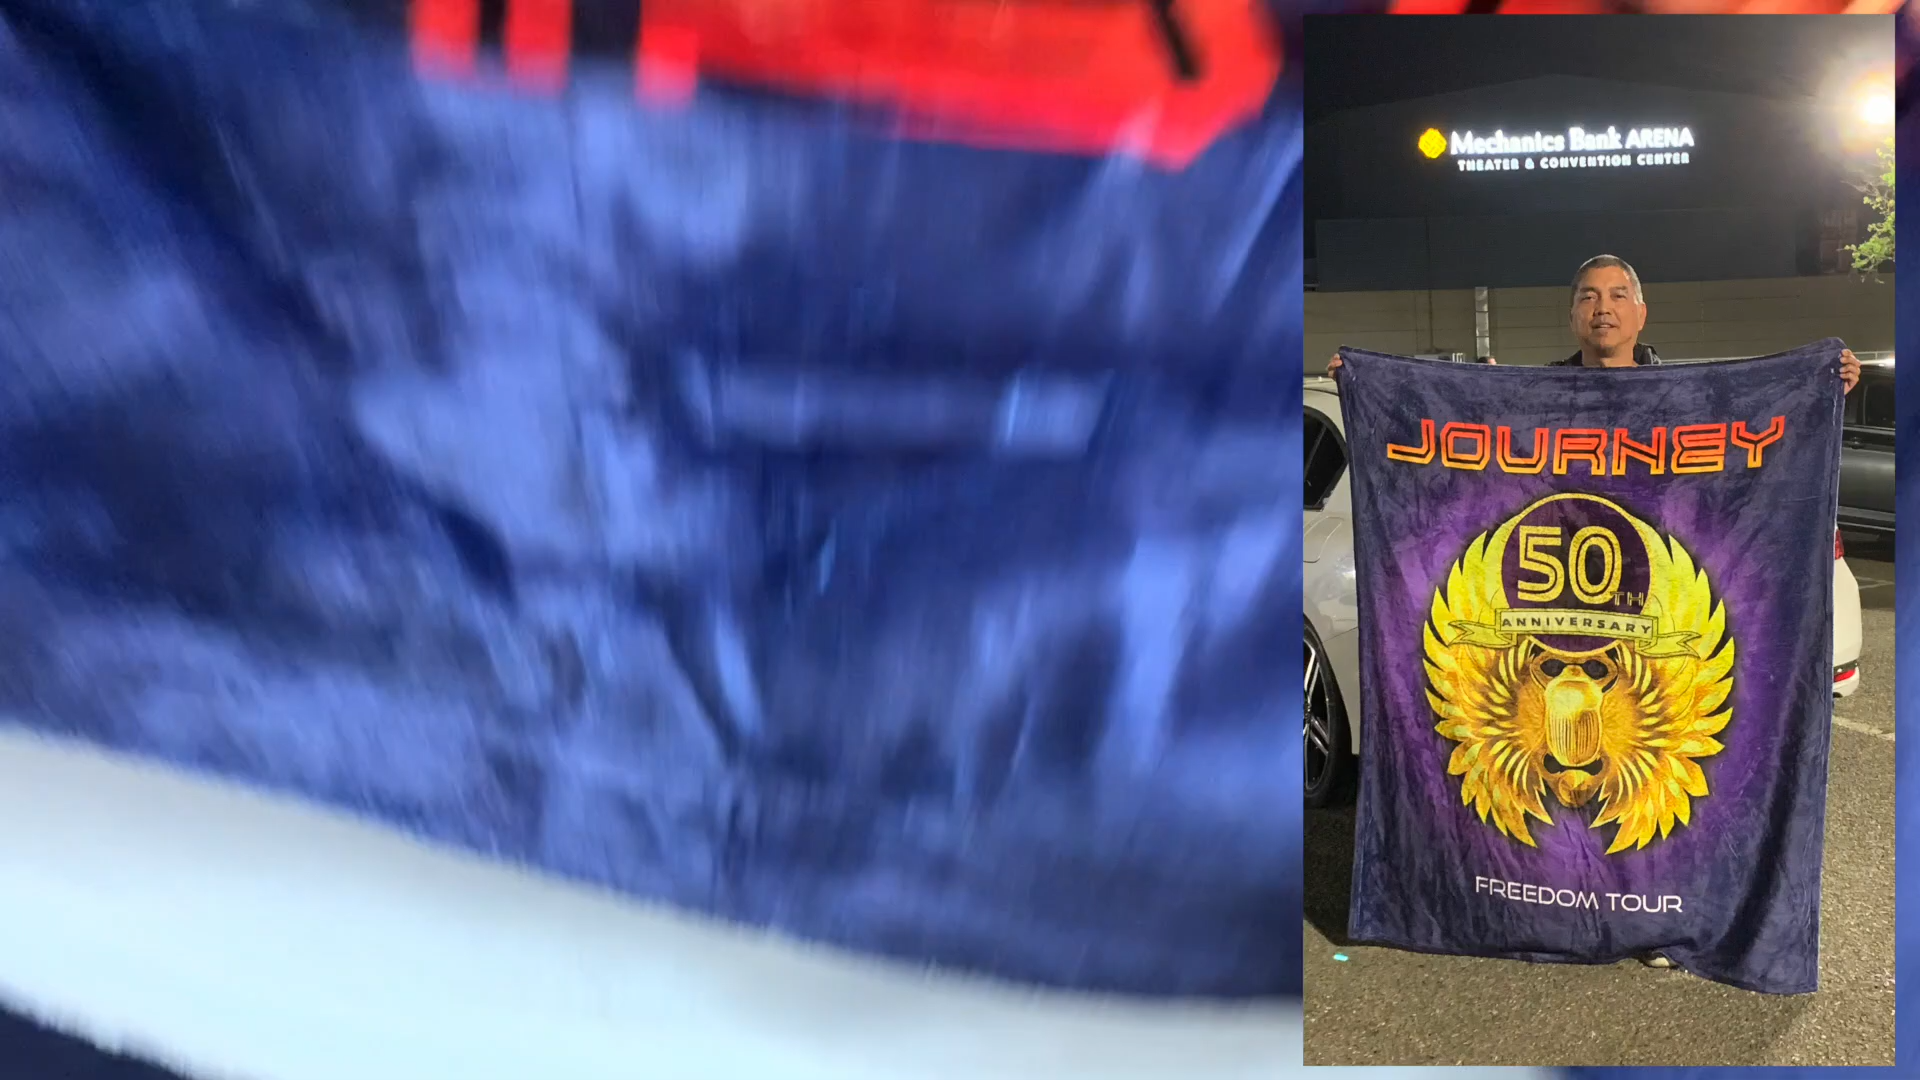 Mechanics Bank ARENA
THEATER & CONVENTION CENTER
JOURNEY
50TH
ANNIVERSARY
FREEDOM TOUR